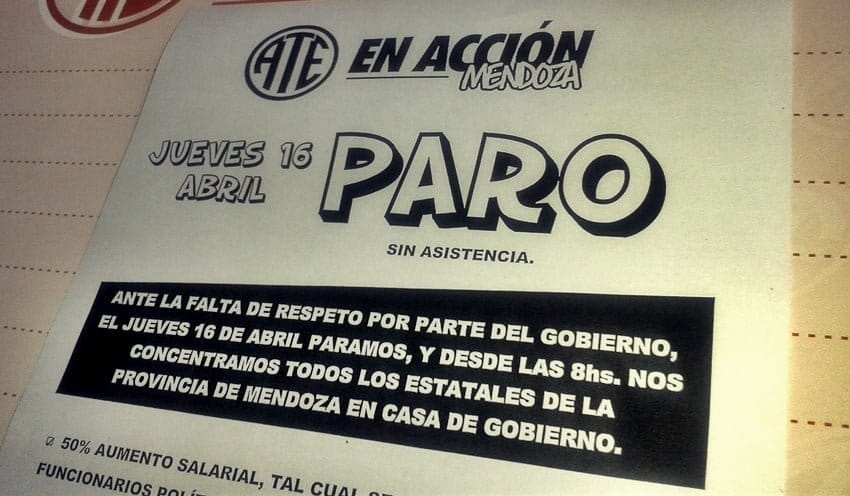 ATE EN ACCIÓN
MENDOZA
JUEVES 16
ABRIL
PARO
SIN ASISTENCIA.
ANTE LA FALTA DE RESPETO POR PARTE DEL GOBIERNO,
EL JUEVES 16 DE ABRIL PARAMOS, Y DESDE LAS 8hs. NOS
CONCENTRAMOS TODOS LOS ESTATALES DE LA
PROVINCIA DE MENDOZA EN CASA DE GOBIERNO.
50% AUMENTO SALARIAL, TAL CUAL
FUNCIONARIOS